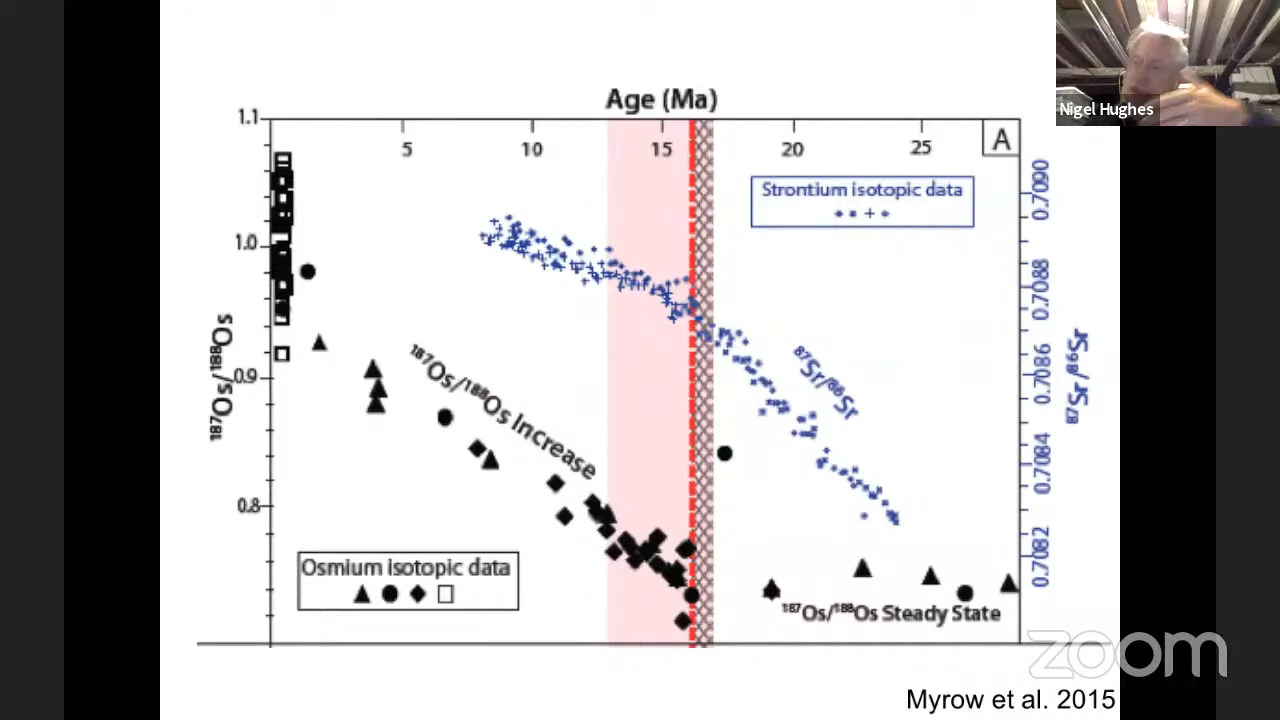 Age (Ma)
1.1
5
10
15
20
25
A
Nigel Hughes
Strontium isotopic data
0.7090
1.0
0.7088
¹⁸⁷Os/¹⁸⁸Os
0.9
¹⁸⁷Os/¹⁸⁸Os Increase
⁸⁷Sr/⁸⁶Sr
0.7086
⁸⁷Sr/⁸⁶Sr
0.7084
0.8
0.7082
Osmium isotopic data
¹⁸⁷Os/¹⁸⁸Os Steady State
zoom
Myrow et al. 2015